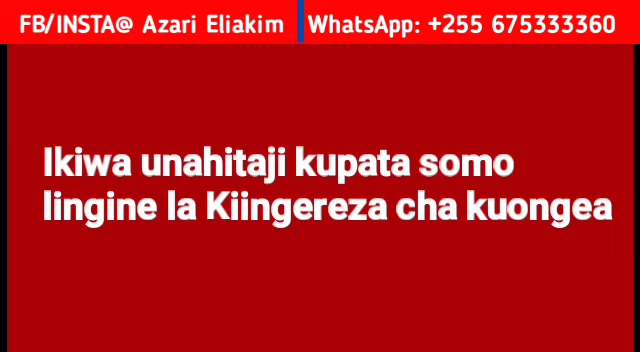 FB/INSTA@ Azari Eliakim WhatsApp: +255 675333360
Ikiwa unahitaji kupata somo
lingine la Kiingereza cha kuongea